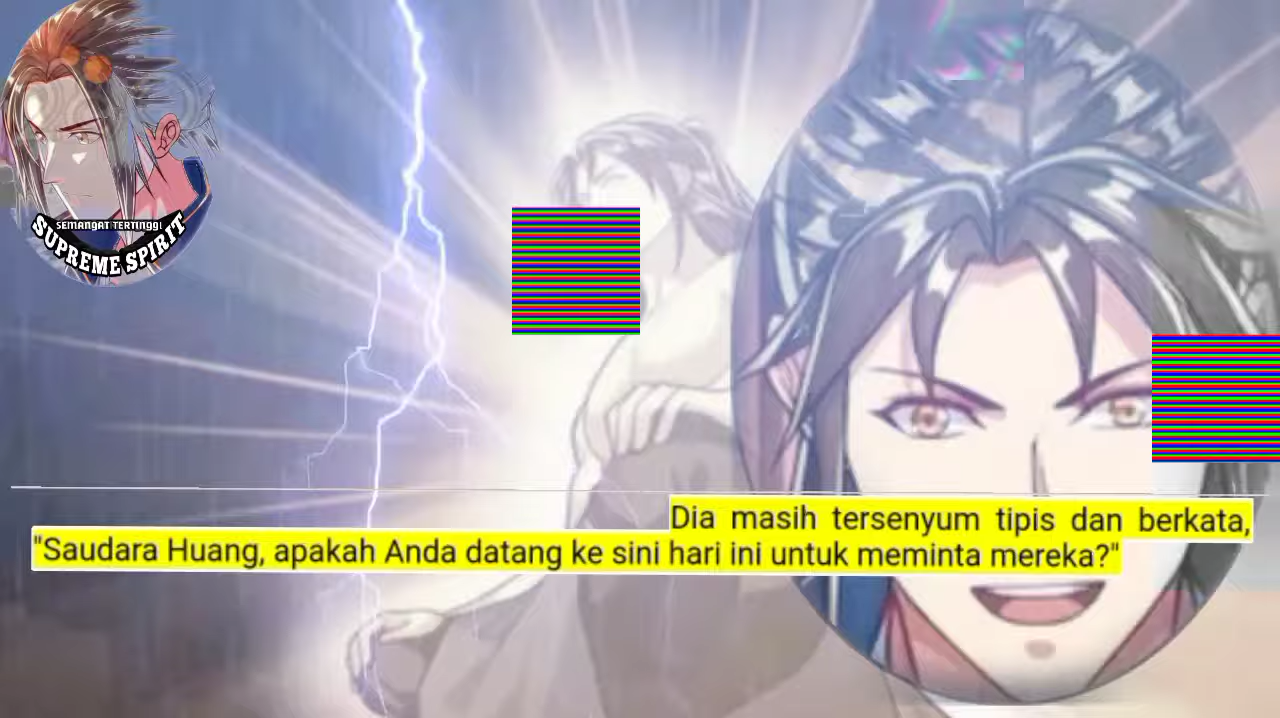 SEMANGAT TERTINGGI
SUPREME SPIRIT
Dia masih tersenyum tipis dan berkata,
"Saudara Huang, apakah Anda datang ke sini hari ini untuk meminta mereka?"